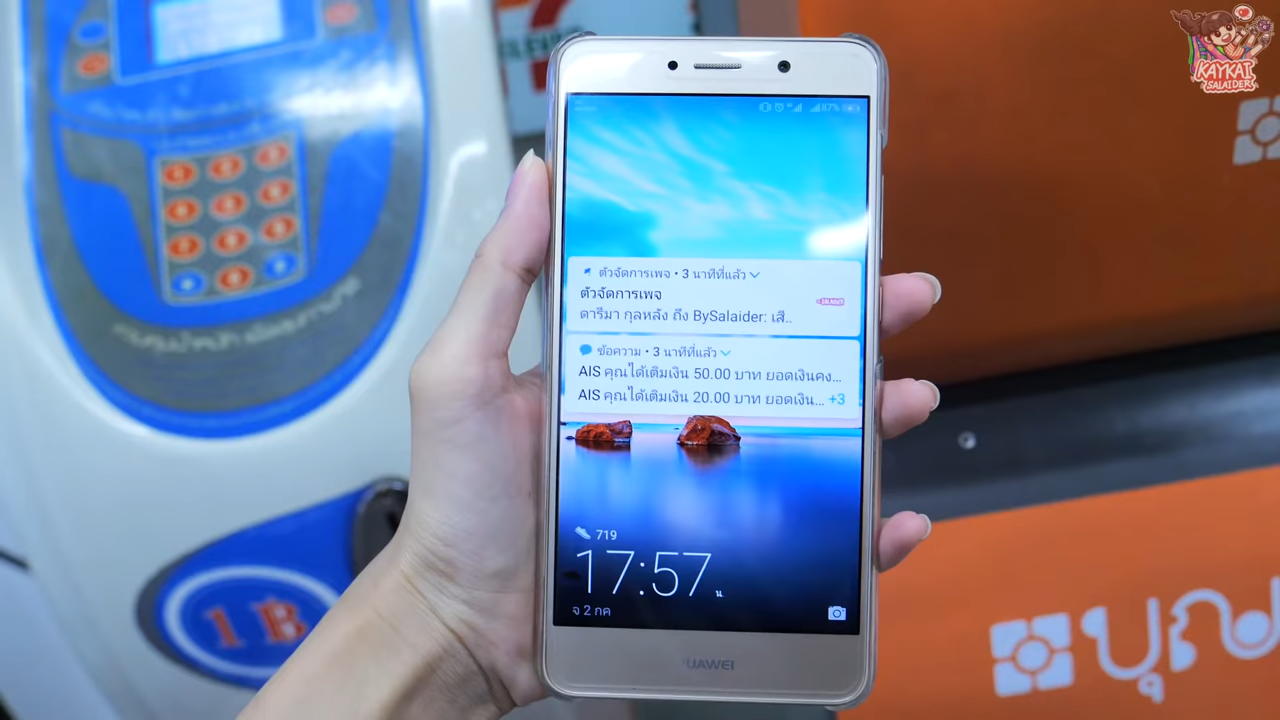 KAYKAI
SALAIDER
87%
ตัวจัดการเพจ • 3 นาทีที่แล้ว
ตัวจัดการเพจ
ดารีมา กุลหลัง ถึง BySalaider: เสี..
ข้อความ • 3 นาทีที่แล้ว
AIS คุณได้เติมเงิน 50.00 บาท ยอดเงินคง...
AIS คุณได้เติมเงิน 20.00 บาท ยอดเงิน... +3
719
17:57 น.
จ 2 กค
HUAWEI
1 B
บุญ